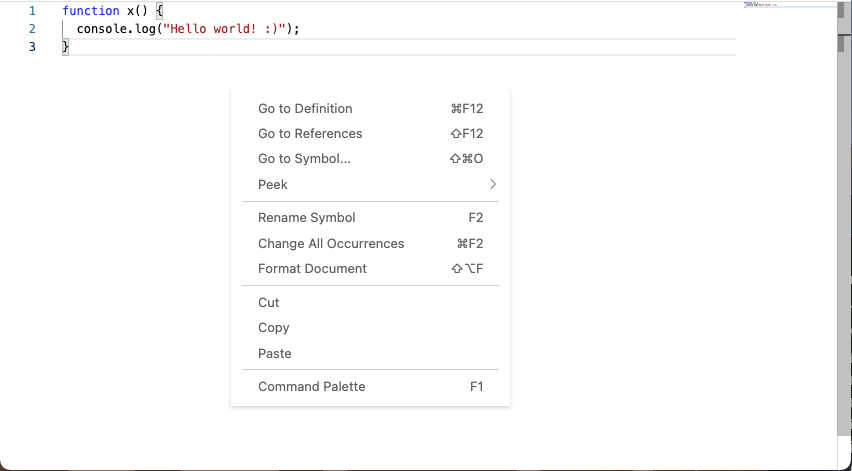 1 function x() {
2 console.log("Hello world! :)");
3 }
Go to Definition ⌘F12
Go to References ⇧F12
Go to Symbol... ⇧⌘O
Peek
Rename Symbol F2
Change All Occurrences ⌘F2
Format Document ⇧⌥F
Cut
Copy
Paste
Command Palette F1